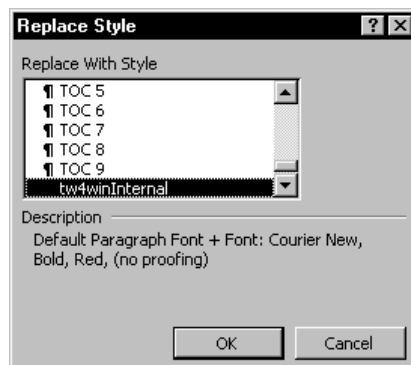 Replace Style
Replace With Style
¶ TOC 5
¶ TOC 6
¶ TOC 7
¶ TOC 8
¶ TOC 9
tw4winInternal
Description
Default Paragraph Font + Font: Courier New,
Bold, Red, (no proofing)
OK Cancel